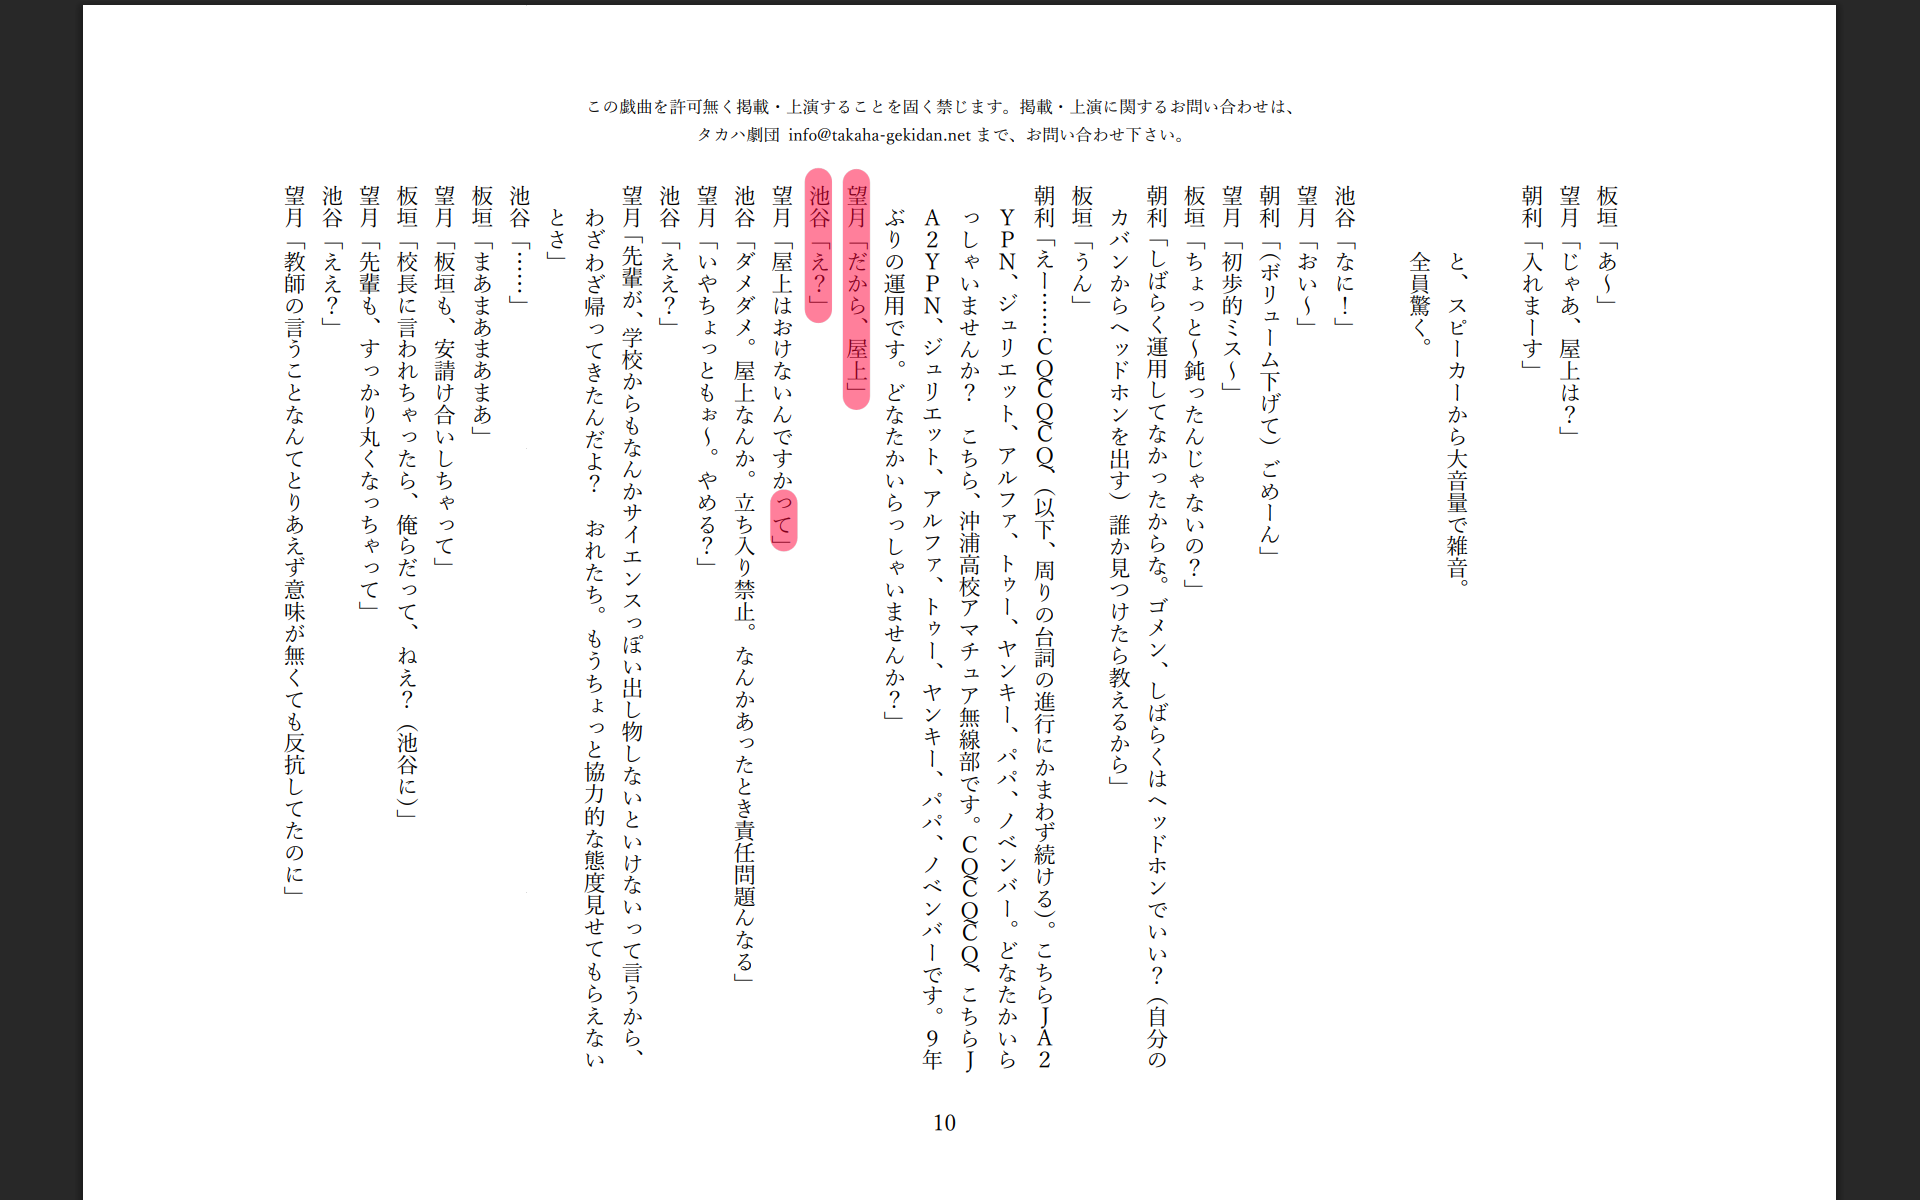 この戯曲を許可無く掲載・上演することを固く禁じます。掲載・上演に関するお問い合わせは、
タカハ劇団 info@takaha-gekidan.net まで、お問い合わせ下さい。
板垣「あ〜」
望月「じゃあ、屋上は？」
朝利「入れまーす」
と、スピーカーから大音量で雑音。
全員驚く。
池谷「なに！」
望月「おい〜」
朝利「（ボリューム下げて）ごめーん」
望月「初歩的ミス〜」
板垣「ちょっと〜鈍ったんじゃないの？」
朝利「しばらく運用してなかったからな。ゴメン、しばらくはヘッドホンでいい？（自分の
カバンからヘッドホンを出す）誰か見つけたら教えるから」
板垣「うん」
朝利「えー……ＣＱＣＱＣＱ、（以下、周りの台詞の進行にかまわず続ける）。こちらＪＡ２
ＹＰＮ、ジュリエット、アルファ、トゥー、ヤンキー、パパ、ノベンバー。どなたかいら
っしゃいませんか？　こちら、沖浦高校アマチュア無線部です。ＣＱＣＱＣＱ、こちらＪ
Ａ２ＹＰＮ、ジュリエット、アルファ、トゥー、ヤンキー、パパ、ノベンバーです。９年
ぶりの運用です。どなたかいらっしゃいませんか？」
望月「だから、屋上」
池谷「え？」
望月「屋上はおけないんですかって」
池谷「ダメダメ。屋上なんか。立ち入り禁止。なんかあったとき責任問題んなる」
望月「いやちょっともぉ〜。やめる？」
池谷「ええ？」
望月「先輩が、学校からもなんかサイエンスっぽい出し物しないといけないって言うから、
わざわざ帰ってきたんだよ？　おれたち。もうちょっと協力的な態度見せてもらえない
とさ」
池谷「……」
板垣「まあまあまあまあ」
望月「板垣も、安請け合いしちゃって」
板垣「校長に言われちゃったら、俺らだって、ねえ？（池谷に）」
望月「先輩も、すっかり丸くなっちゃって」
池谷「ええ？」
望月「教師の言うことなんてとりあえず意味が無くても反抗してたのに」
10